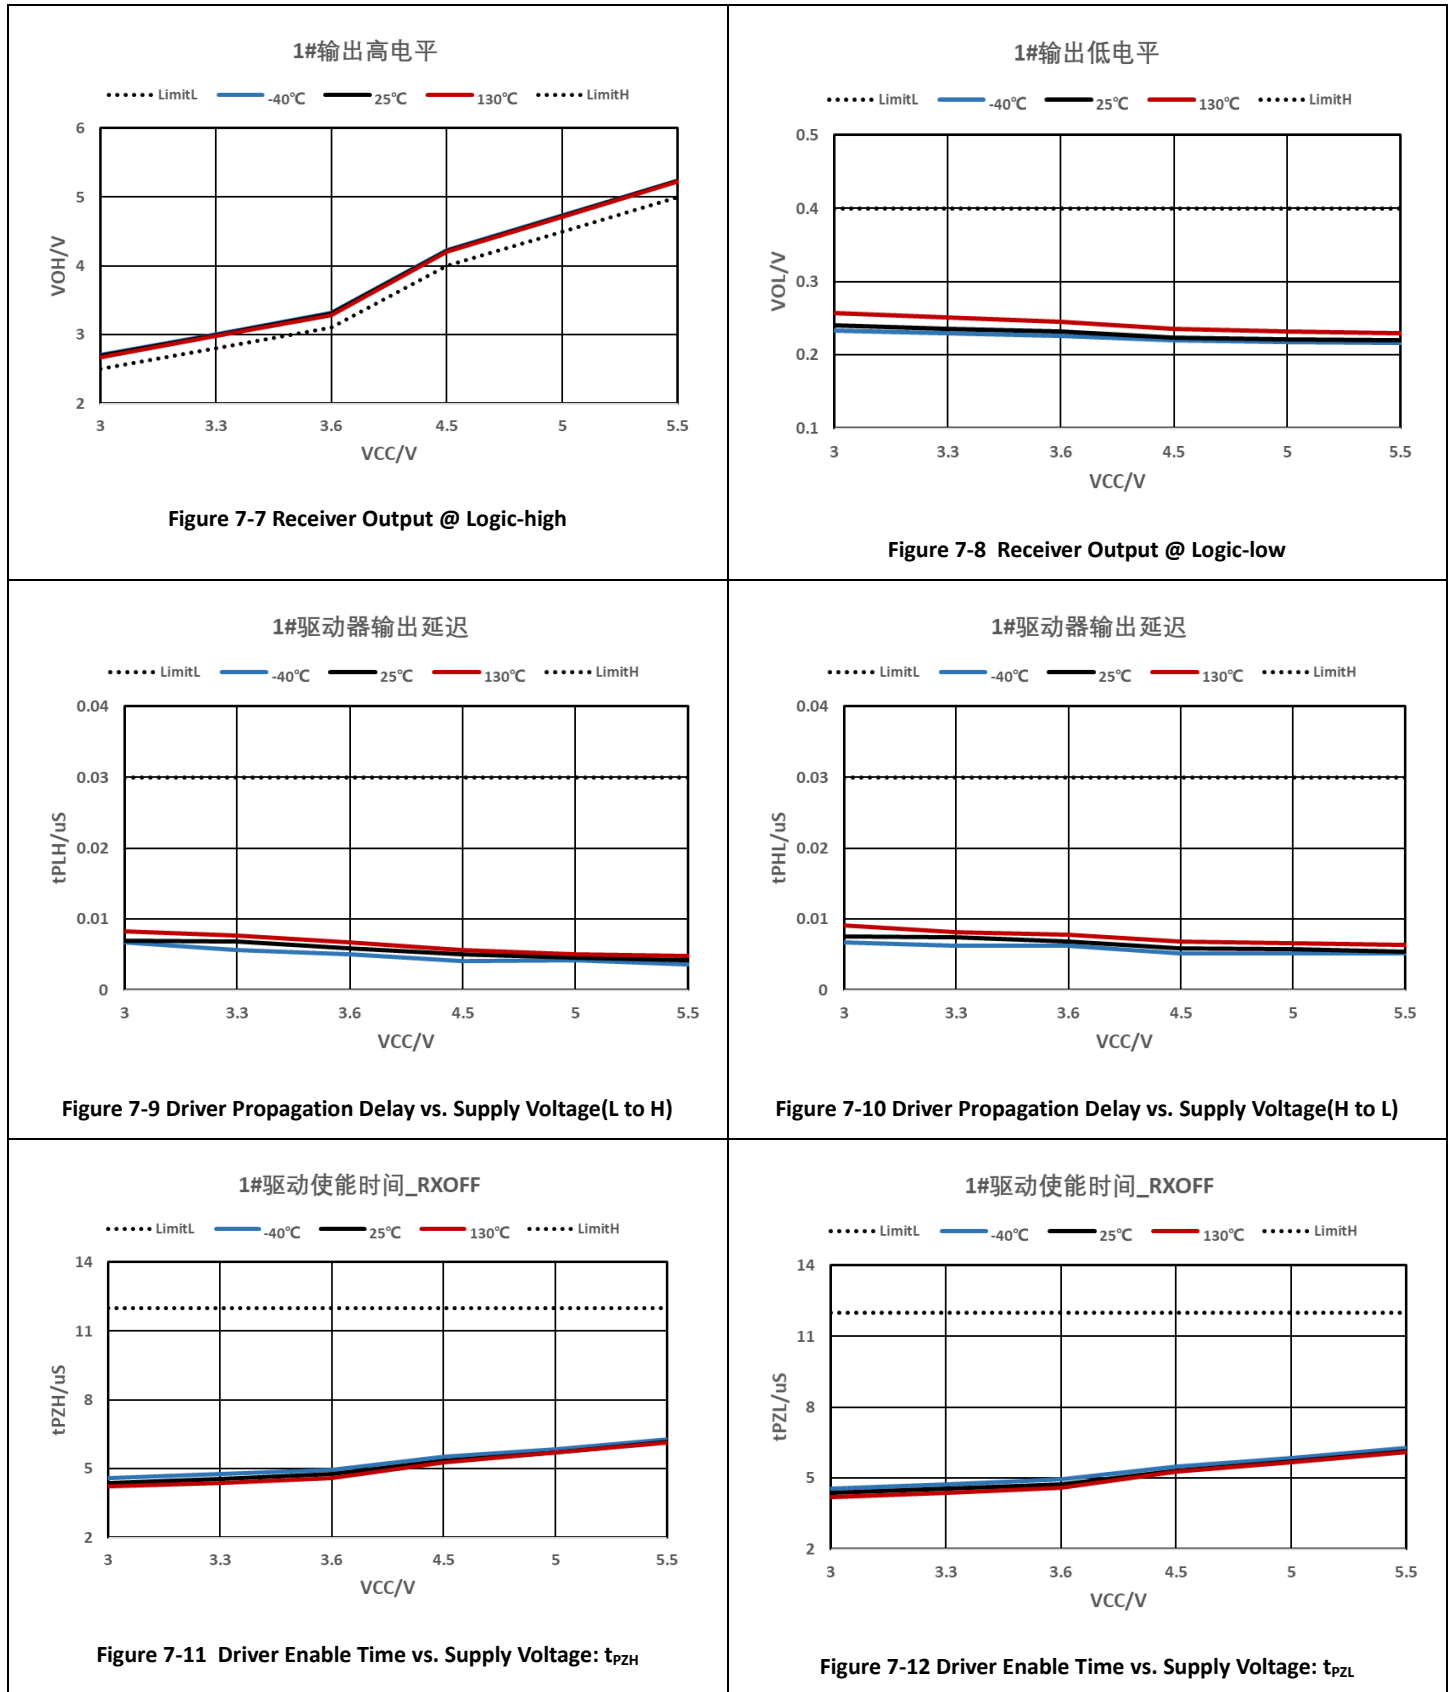 1#输出高电平
LimitL -40℃ 25℃ 130℃ LimitH
6
5
4
3
2
VOH/V
3 3.3 3.6 4.5 5 5.5
VCC/V
Figure 7-7 Receiver Output @ Logic-high
1#输出低电平
LimitL -40℃ 25℃ 130℃ LimitH
0.5
0.4
0.3
0.2
0.1
VOL/V
3 3.3 3.6 4.5 5 5.5
VCC/V
Figure 7-8 Receiver Output @ Logic-low
1#驱动器输出延迟
LimitL -40℃ 25℃ 130℃ LimitH
0.04
0.03
0.02
0.01
0
tPLH/uS
3 3.3 3.6 4.5 5 5.5
VCC/V
Figure 7-9 Driver Propagation Delay vs. Supply Voltage(L to H)
1#驱动器输出延迟
LimitL -40℃ 25℃ 130℃ LimitH
0.04
0.03
0.02
0.01
0
tPHL/uS
3 3.3 3.6 4.5 5 5.5
VCC/V
Figure 7-10 Driver Propagation Delay vs. Supply Voltage(H to L)
1#驱动使能时间_RXOFF
LimitL -40℃ 25℃ 130℃ LimitH
14
11
8
5
2
tPZH/uS
3 3.3 3.6 4.5 5 5.5
VCC/V
Figure 7-11 Driver Enable Time vs. Supply Voltage: tPZH
1#驱动使能时间_RXOFF
LimitL -40℃ 25℃ 130℃ LimitH
14
11
8
5
2
tPZL/uS
3 3.3 3.6 4.5 5 5.5
VCC/V
Figure 7-12 Driver Enable Time vs. Supply Voltage: tPZL